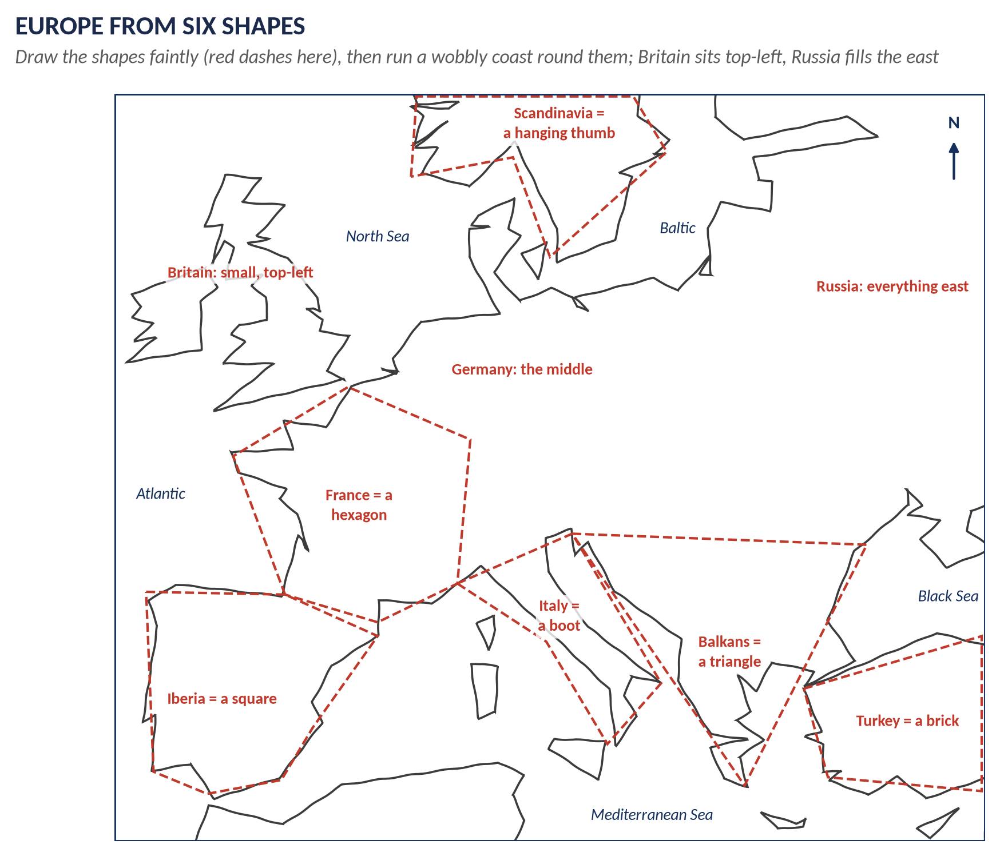 EUROPE FROM SIX SHAPES
Draw the shapes faintly (red dashes here), then run a wobbly coast round them; Britain sits top-left, Russia fills the east
Scandinavia =
a hanging thumb
N
North Sea
Baltic
Britain: small, top-left
Russia: everything east
Germany: the middle
Atlantic
France = a
hexagon
Black Sea
Italy =
a boot
Balkans =
a triangle
Iberia = a square
Turkey = a brick
Mediterranean Sea